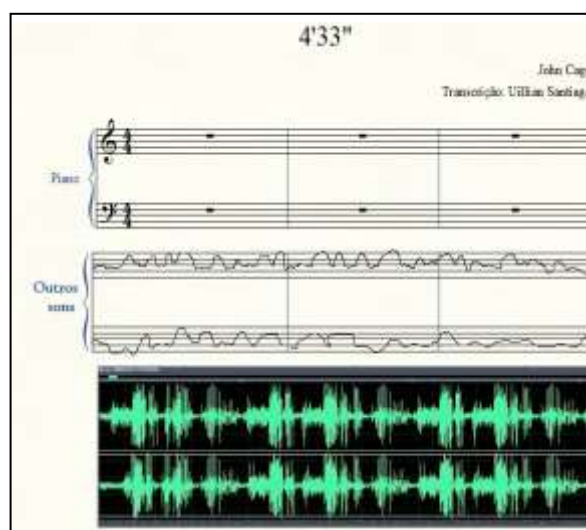 4'33"
John Cag
Transcrição: Uillian Santiag
Piano
Outros
sons